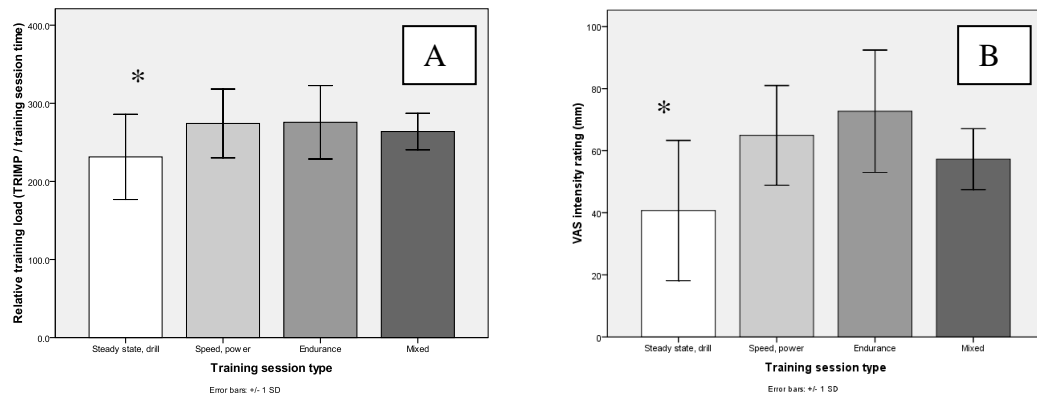 A
*
Relative training load (TRIMP / training session time)
400.0
300.0
200.0
100.0
0.0
Steady state, drill
Speed, power
Endurance
Mixed
Training session type
Error bars: +/- 1 SD
B
*
VAS intensity rating (mm)
100
80
60
40
20
0
Steady state, drill
Speed, power
Endurance
Mixed
Training session type
Error bars: +/- 1 SD